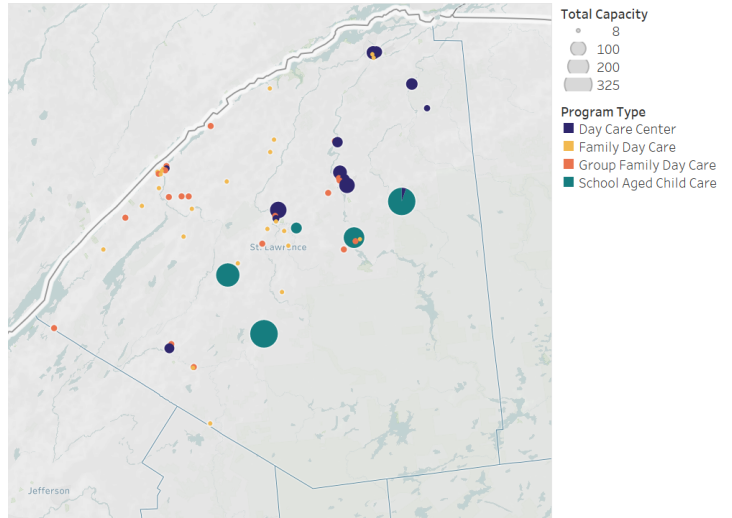 Total Capacity
8
100
200
325
Program Type
Day Care Center
Family Day Care
Group Family Day Care
School Aged Child Care
St. Lawrence
Jefferson